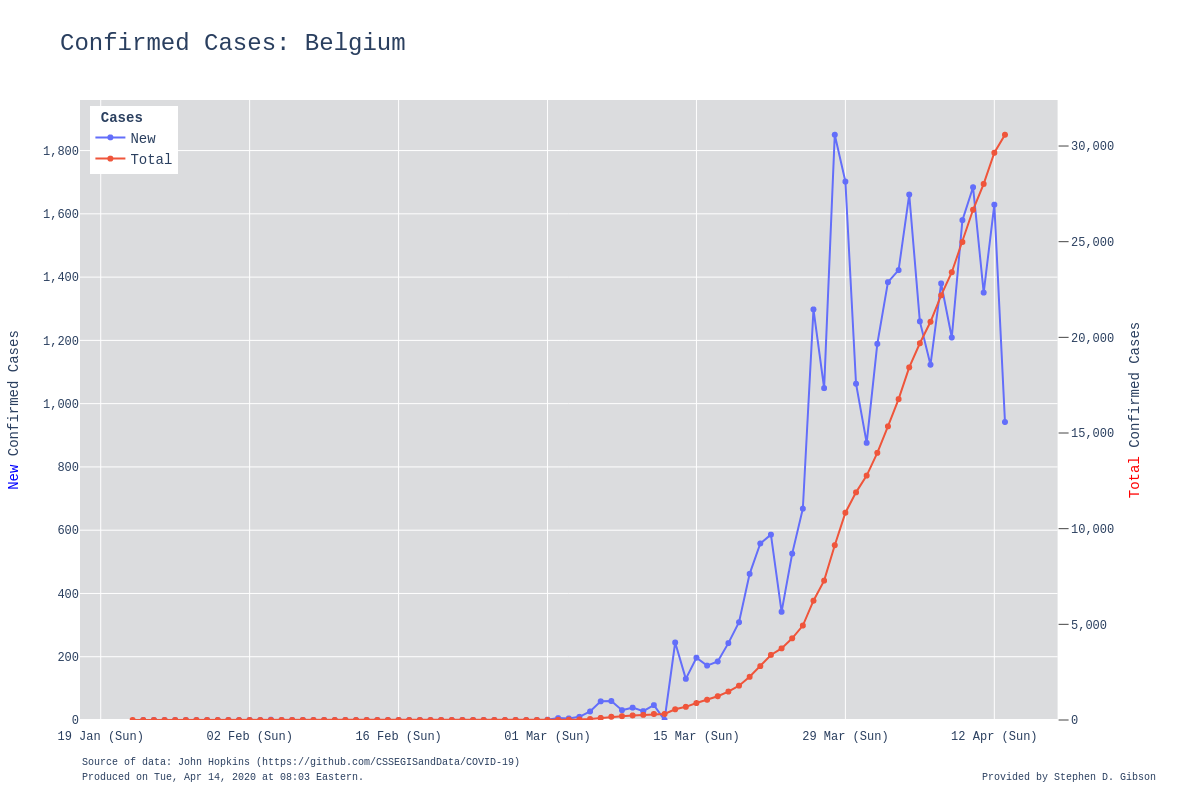 Confirmed Cases: Belgium
Cases
New
Total
1,800
1,600
1,400
1,200
1,000
800
600
400
200
0
New Confirmed Cases
30,000
25,000
20,000
15,000
10,000
5,000
0
Total Confirmed Cases
19 Jan (Sun) 02 Feb (Sun) 16 Feb (Sun) 01 Mar (Sun) 15 Mar (Sun) 29 Mar (Sun) 12 Apr (Sun)
Source of data: John Hopkins (https://github.com/CSSEGISandData/COVID-19)
Produced on Tue, Apr 14, 2020 at 08:03 Eastern.
Provided by Stephen D. Gibson